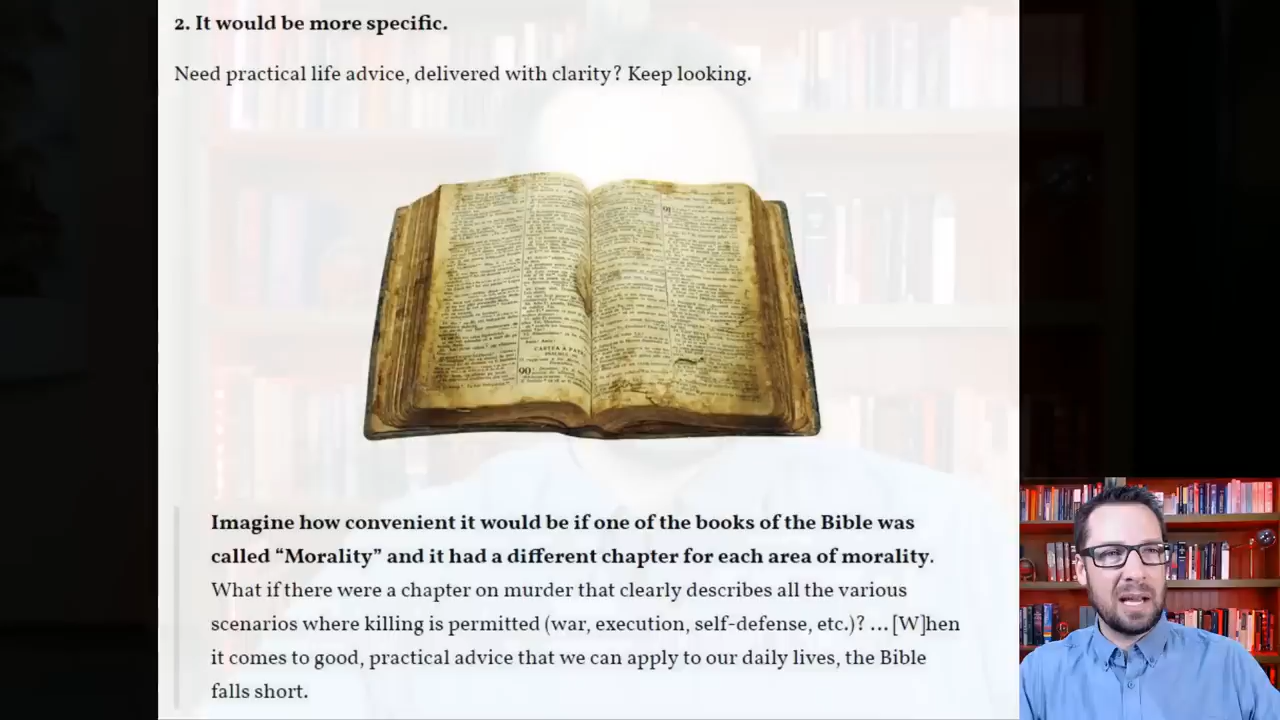 2. It would be more specific.
Need practical life advice, delivered with clarity? Keep looking.
90
Imagine how convenient it would be if one of the books of the Bible was
called “Morality” and it had a different chapter for each area of morality.
What if there were a chapter on murder that clearly describes all the various
scenarios where killing is permitted (war, execution, self-defense, etc.)? … [W]hen
it comes to good, practical advice that we can apply to our daily lives, the Bible
falls short.